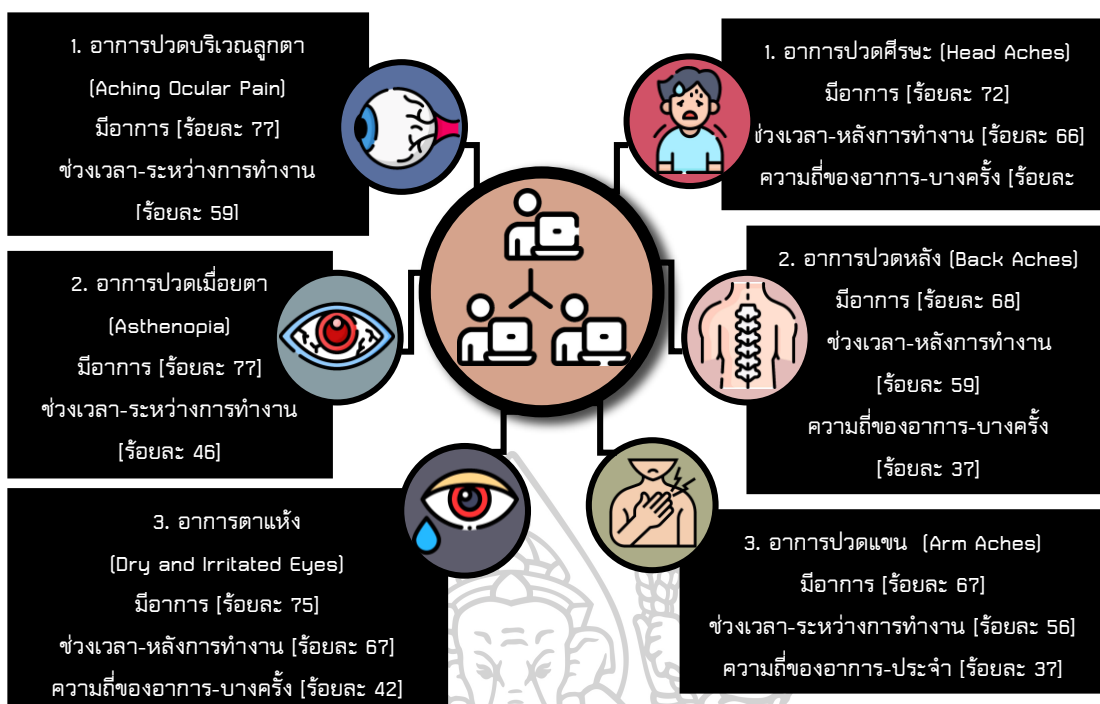 1. อาการปวดบริเวณลูกตา
(Aching Ocular Pain)
มีอาการ [ร้อยละ 77]
ช่วงเวลา-ระหว่างการทำงาน
[ร้อยละ 59]
2. อาการปวดเมื่อยตา
(Asthenopia)
มีอาการ [ร้อยละ 77]
ช่วงเวลา-ระหว่างการทำงาน
[ร้อยละ 46]
3. อาการตาแห้ง
(Dry and Irritated Eyes)
มีอาการ [ร้อยละ 75]
ช่วงเวลา-หลังการทำงาน [ร้อยละ 67]
ความถี่ของอาการ-บางครั้ง [ร้อยละ 42]
1. อาการปวดศีรษะ (Head Aches)
มีอาการ [ร้อยละ 72]
ช่วงเวลา-หลังการทำงาน [ร้อยละ 66]
ความถี่ของอาการ-บางครั้ง [ร้อยละ
2. อาการปวดหลัง (Back Aches)
มีอาการ [ร้อยละ 68]
ช่วงเวลา-หลังการทำงาน
[ร้อยละ 59]
ความถี่ของอาการ-บางครั้ง
[ร้อยละ 37]
3. อาการปวดแขน (Arm Aches)
มีอาการ [ร้อยละ 67]
ช่วงเวลา-ระหว่างการทำงาน [ร้อยละ 56]
ความถี่ของอาการ-ประจำ [ร้อยละ 37]